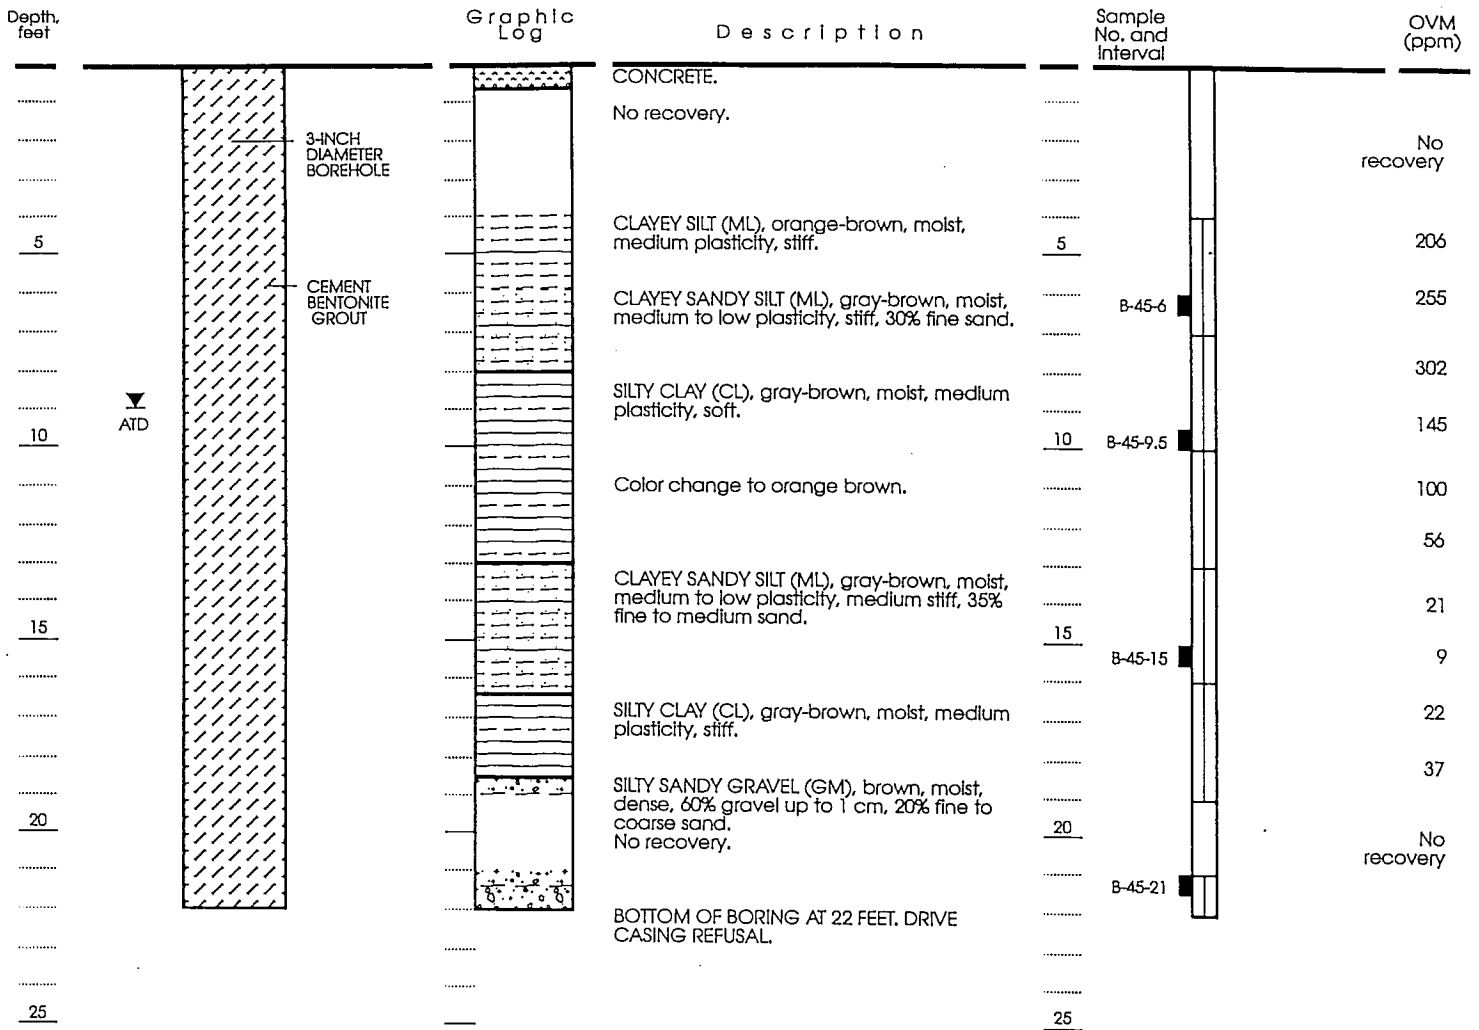 Depth,
feet
Graphic
Log
Description
Sample
No. and
Interval
OVM
(ppm)
CONCRETE.
No recovery.
3-INCH
DIAMETER
BOREHOLE
No
recovery
CLAYEY SILT (ML), orange-brown, moist,
medium plasticity, stiff.
5
5
206
CEMENT
BENTONITE
GROUT
CLAYEY SANDY SILT (ML), gray-brown, moist,
medium to low plasticity, stiff, 30% fine sand.
B-45-6
255
302
SILTY CLAY (CL), gray-brown, moist, medium
plasticity, soft.
ATD
10
10
B-45-9.5
145
Color change to orange brown.
100
56
CLAYEY SANDY SILT (ML), gray-brown, moist,
medium to low plasticity, medium stiff, 35%
fine to medium sand.
21
15
15
B-45-15
9
SILTY CLAY (CL), gray-brown, moist, medium
plasticity, stiff.
22
37
SILTY SANDY GRAVEL (GM), brown, moist,
dense, 60% gravel up to 1 cm, 20% fine to
coarse sand.
No recovery.
20
20
No
recovery
B-45-21
BOTTOM OF BORING AT 22 FEET. DRIVE
CASING REFUSAL.
25
25